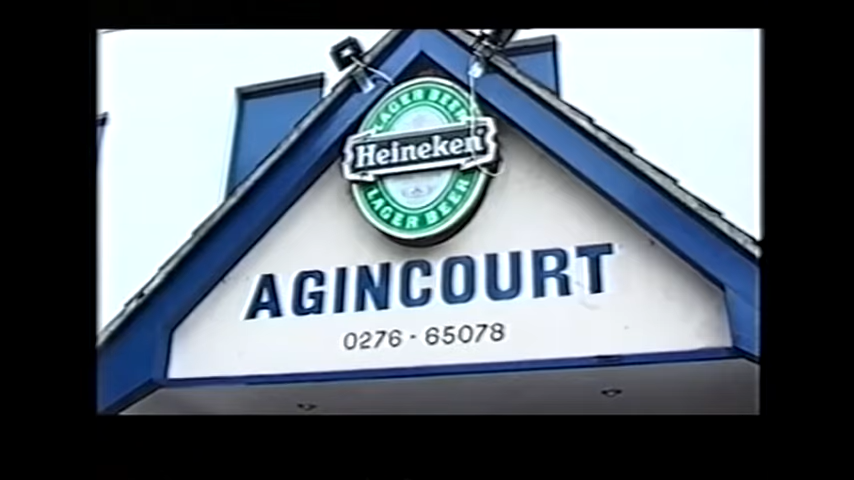 LAGER BEER
Heineken
LAGER BEER
AGINCOURT
0276-65078